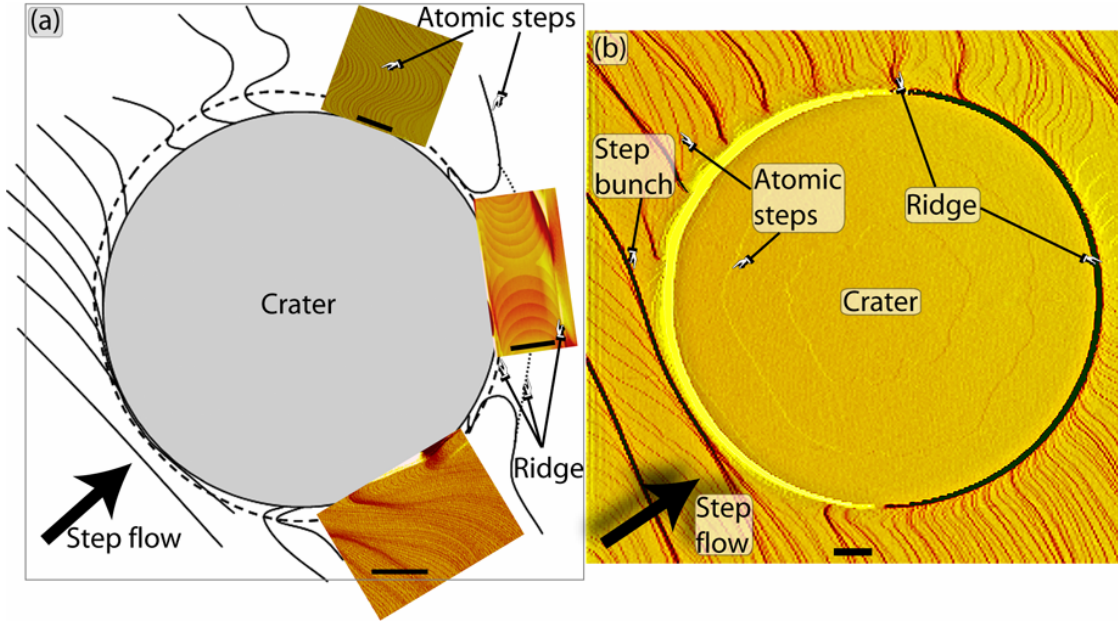 (a)
Atomic steps
Crater
Ridge
Step flow
(b)
Step
bunch
Atomic
steps
Ridge
Crater
Step
flow